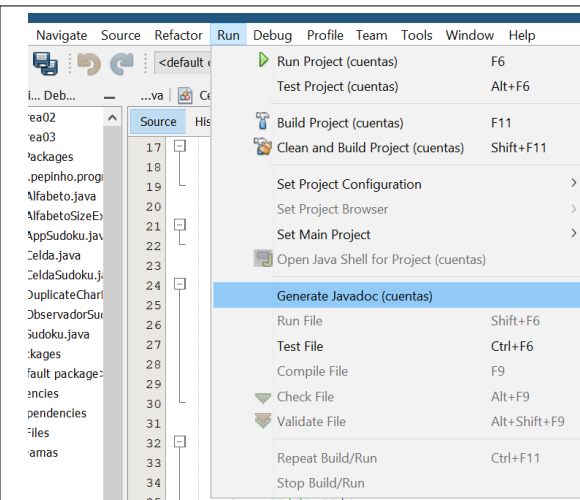 Navigate Source Refactor Run Debug Profile Team Tools Window Help
<default
Run Project (cuentas) F6
Test Project (cuentas) Alt+F6
i... Deb...
...va
Source His
Build Project (cuentas) F11
Clean and Build Project (cuentas) Shift+F11
Set Project Configuration
Set Project Browser
Set Main Project
Open Java Shell for Project (cuentas)
Generate Javadoc (cuentas)
Run File Shift+F6
Test File Ctrl+F6
Compile File F9
Check File Alt+F9
Validate File Alt+Shift+F9
Repeat Build/Run Ctrl+F11
Stop Build/Run
rea02
rea03
Packages
.pepinho.progr
Alfabeto.java
AlfabetoSizeEx
AppSudoku.jav
Celda.java
CeldaSudoku.j
DuplicateCharl
ObservadorSu
Sudoku.java
ckages
fault package>
encies
pendencies
Files
amas
17
18
19
20
21
22
23
24
25
26
27
28
29
30
31
32
33
34